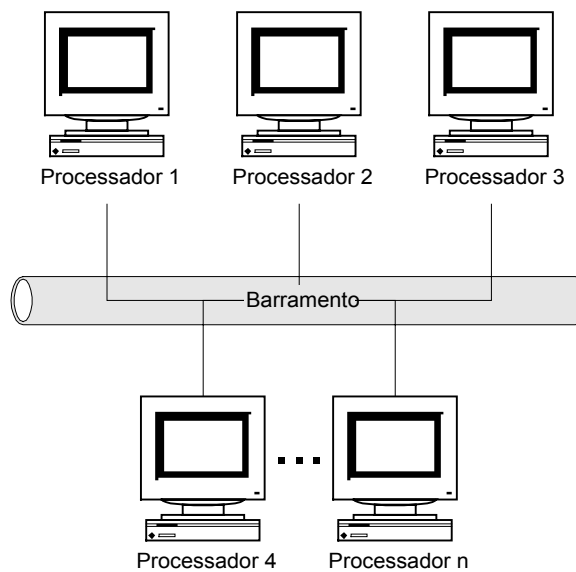 Processador 1
Processador 2
Processador 3
Barramento
Processador 4
Processador n